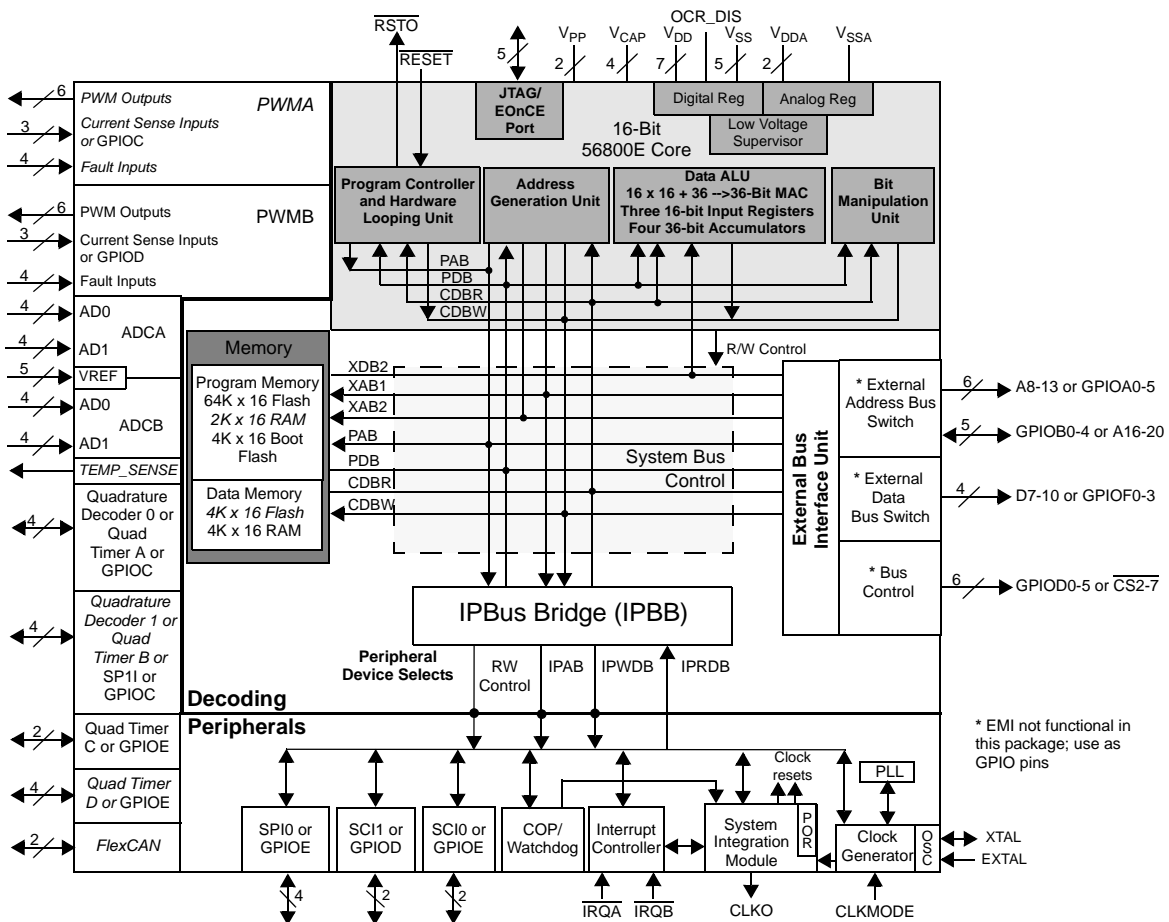 RSTO
RESET
5
V_PP
2
V_CAP
4
V_DD
7
OCR_DIS
V_SS
5
V_DDA
2
V_SSA
JTAG/
EOnCE
Port
Digital Reg
Analog Reg
Low Voltage
Supervisor
16-Bit
56800E Core
6
PWM Outputs
PWMA
3
Current Sense Inputs
or GPIOC
4
Fault Inputs
6
PWM Outputs
PWMB
3
Current Sense Inputs
or GPIOD
4
Fault Inputs
Program Controller
and Hardware
Looping Unit
Address
Generation Unit
Data ALU
16 x 16 + 36 -->36-Bit MAC
Three 16-bit Input Registers
Four 36-bit Accumulators
Bit
Manipulation
Unit
PAB
PDB
CDBR
CDBW
4
AD0
ADCA
4
AD1
5
VREF
4
AD0
ADCB
4
AD1
TEMP_SENSE
4
Quadrature
Decoder 0 or
Quad
Timer A or
GPIOC
4
Quadrature
Decoder 1 or
Quad
Timer B or
SP1I or
GPIOC
2
Quad Timer
C or GPIOE
4
Quad Timer
D or GPIOE
2
FlexCAN
Memory
Program Memory
64K x 16 Flash
2K x 16 RAM
4K x 16 Boot
Flash
Data Memory
4K x 16 Flash
4K x 16 RAM
XDB2
XAB1
XAB2
PAB
PDB
CDBR
CDBW
R/W Control
System Bus
Control
External Bus
Interface Unit
* External
Address Bus
Switch
* External
Data
Bus Switch
* Bus
Control
6
A8-13 or GPIOA0-5
5
GPIOB0-4 or A16-20
4
D7-10 or GPIOF0-3
6
GPIOD0-5 or CS2-7
IPBus Bridge (IPBB)
Peripheral
Device Selects
RW
Control
IPAB
IPWDB
IPRDB
Decoding
Peripherals
* EMI not functional in
this package; use as
GPIO pins
Clock
resets
PLL
SPI0 or
GPIOE
SCI1 or
GPIOD
SCI0 or
GPIOE
COP/
Watchdog
Interrupt
Controller
System
Integration
Module
POR
Clock
Generator
OSC
XTAL
EXTAL
4
2
2
IRQA
IRQB
CLKO
CLKMODE